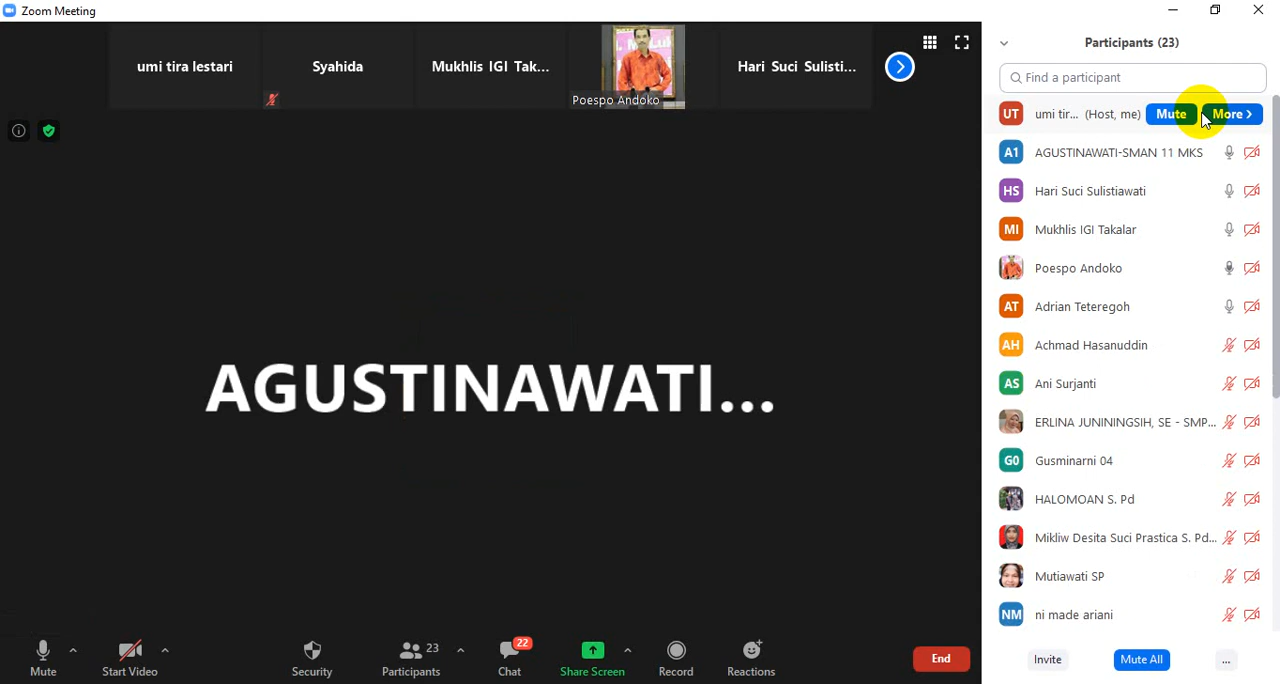 Zoom Meeting
umi tira lestari
Syahida
Mukhlis IGI Tak...
Poespo Andoko
Hari Suci Sulisti...
AGUSTINAWATI...
Mute
Start Video
Security
23
Participants
22
Chat
Share Screen
Record
Reactions
End
Participants (23)
Find a participant
UT umi tir... (Host, me) Mute More >
A1 AGUSTINAWATI-SMAN 11 MKS
HS Hari Suci Sulistiawati
MI Mukhlis IGI Takalar
Poespo Andoko
AT Adrian Teteregoh
AH Achmad Hasanuddin
AS Ani Surjanti
ERLINA JUNININGSIH, SE - SMP...
G0 Gusminarni 04
HALOMOAN S. Pd
Mikliw Desita Suci Prastica S. Pd...
Mutiawati SP
NM ni made ariani
Invite
Mute All
...